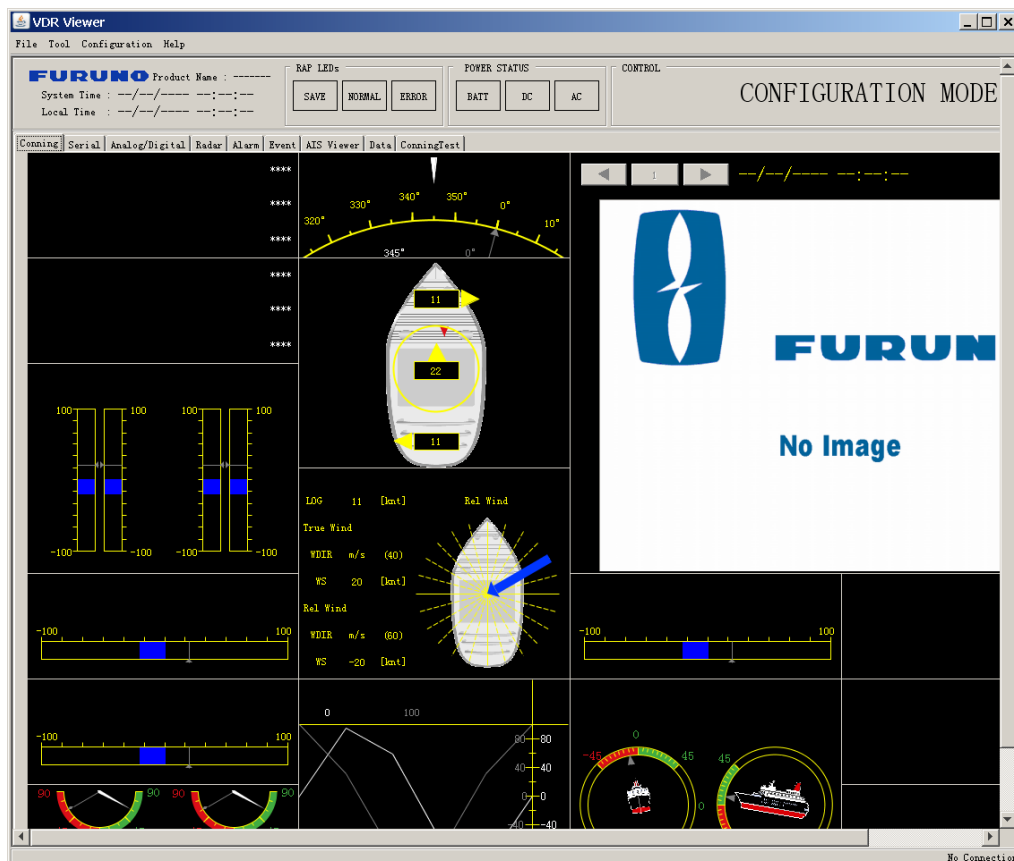 VDR Viewer
File Tool Configuration Help
FURUNO Product Name : -------
System Time : --/--/---- --:--:--
Local Time : --/--/---- --:--:--
RAP LEDs
SAVE NORMAL ERROR
POWER STATUS
BATT DC AC
CONTROL
CONFIGURATION MODE
Conning Serial Analog/Digital Radar Alarm Event AIS Viewer Data ConningTest
****
****
****
****
****
****
320° 330° 340° 350° 0° 10°
345° 0°
11
22
11
1 --/--/---- --:--:--
FURUN
No Image
100 100 100 100
-100 -100 -100 -100
LOG 11 [knt] Rel Wind
True Wind
WDIR m/s (40)
WS 20 [knt]
Rel Wind
WDIR m/s (60)
WS -20 [knt]
-100 100
-100 100
-100 100
0 100
80 80
40 40
0 0
-40 -40
-45 0 45
0
45
90 90 90 90
No Connection